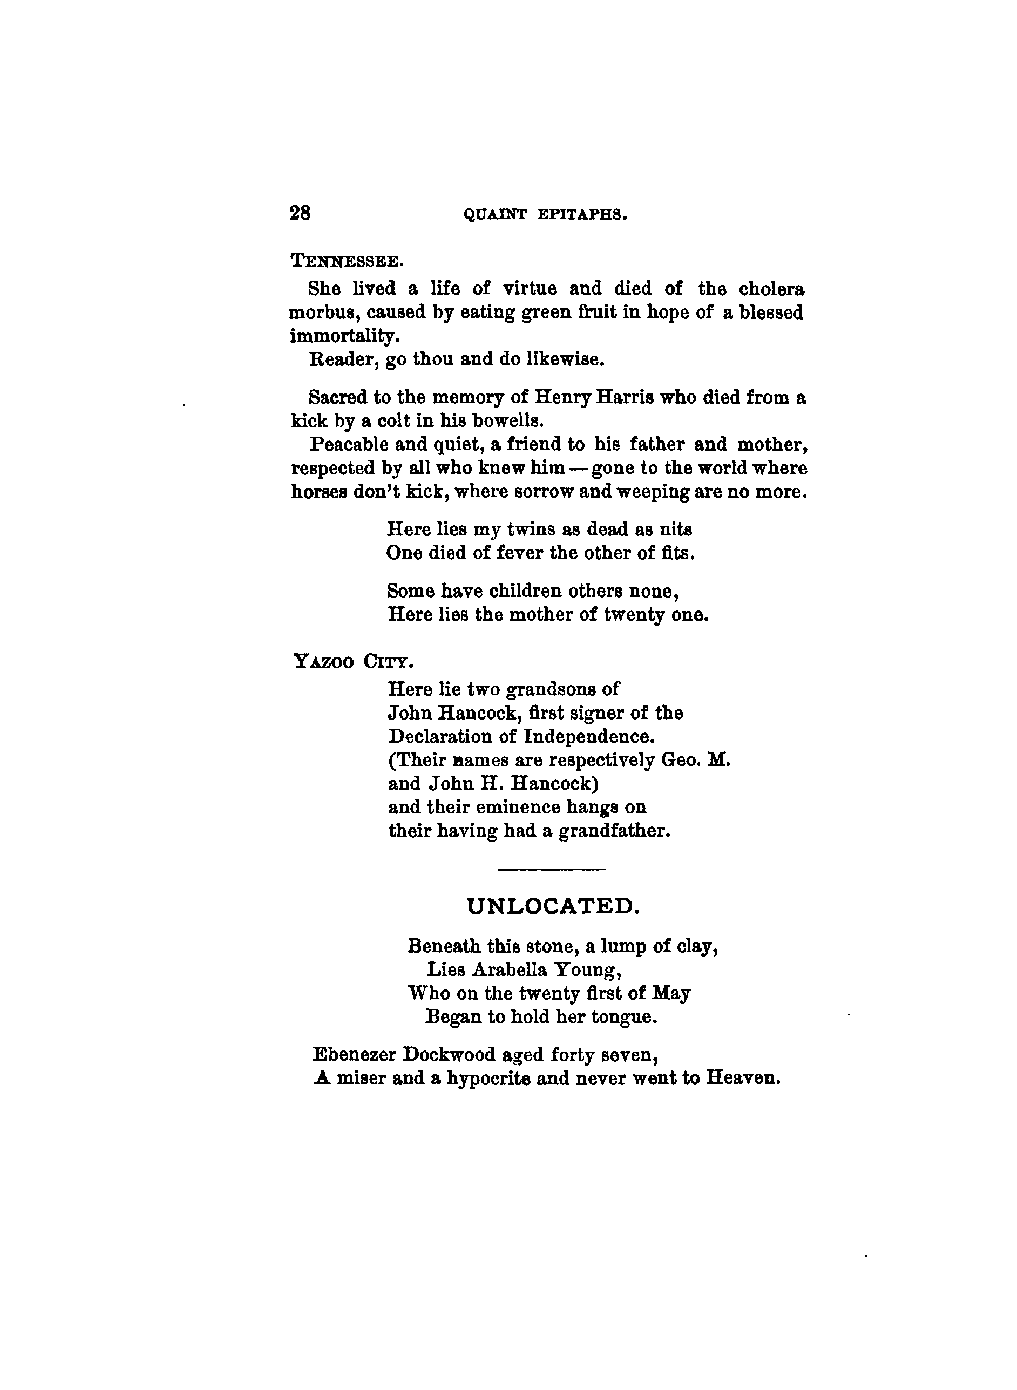 28 QUAINT EPITAPHS.
TENNESSEE.
She lived a life of virtue and died of the cholera
morbus, caused by eating green fruit in hope of a blessed
immortality.
Reader, go thou and do likewise.
Sacred to the memory of Henry Harris who died from a
kick by a colt in his bowells.
Peacable and quiet, a friend to his father and mother,
respected by all who knew him—gone to the world where
horses don't kick, where sorrow and weeping are no more.
Here lies my twins as dead as nits
One died of fever the other of fits.
Some have children others none,
Here lies the mother of twenty one.
YAZOO CITY.
Here lie two grandsons of
John Hancock, first signer of the
Declaration of Independence.
(Their names are respectively Geo. M.
and John H. Hancock)
and their eminence hangs on
their having had a grandfather.
UNLOCATED.
Beneath this stone, a lump of clay,
Lies Arabella Young,
Who on the twenty first of May
Began to hold her tongue.
Ebenezer Dockwood aged forty seven,
A miser and a hypocrite and never went to Heaven.